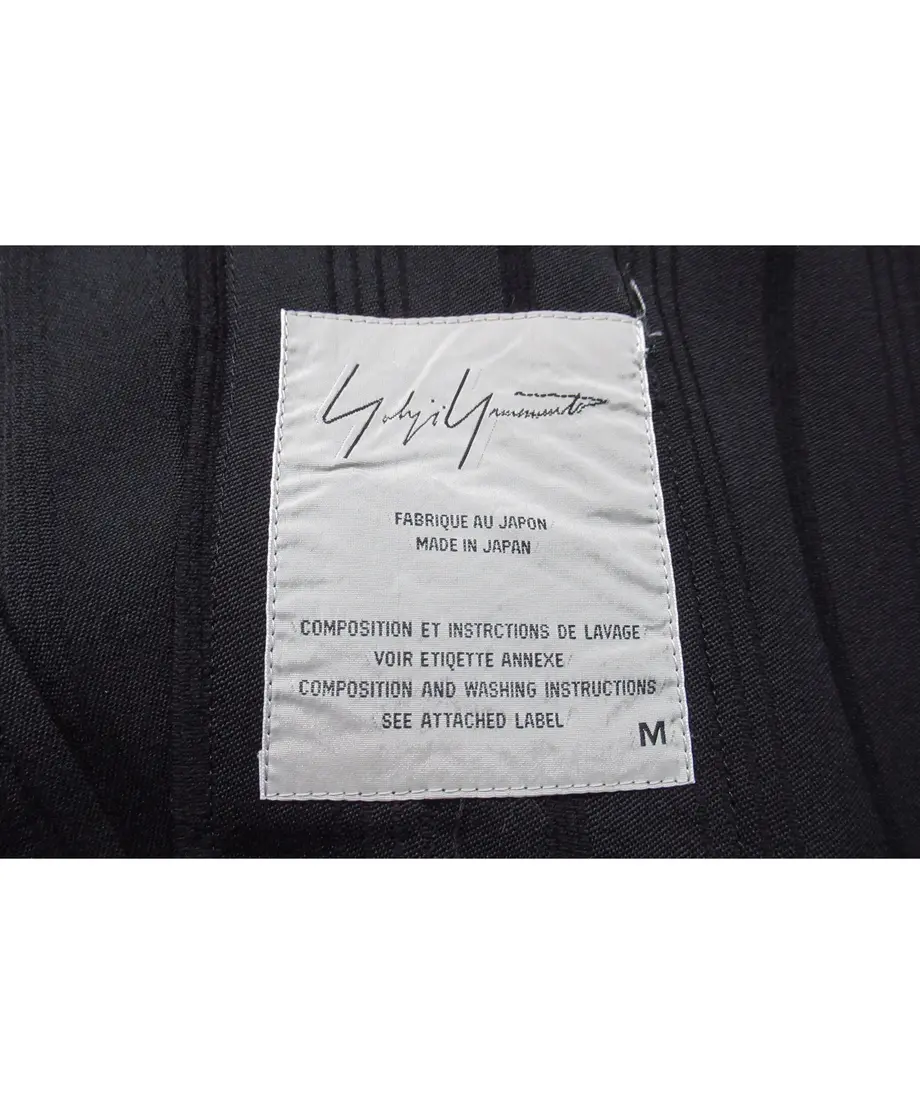 Yohji Yamamoto
FABRIQUE AU JAPON
MADE IN JAPAN
COMPOSITION ET INSTRCTIONS DE LAVAGE
VOIR ETIQETTE ANNEXE
COMPOSITION AND WASHING INSTRUCTIONS
SEE ATTACHED LABEL
M